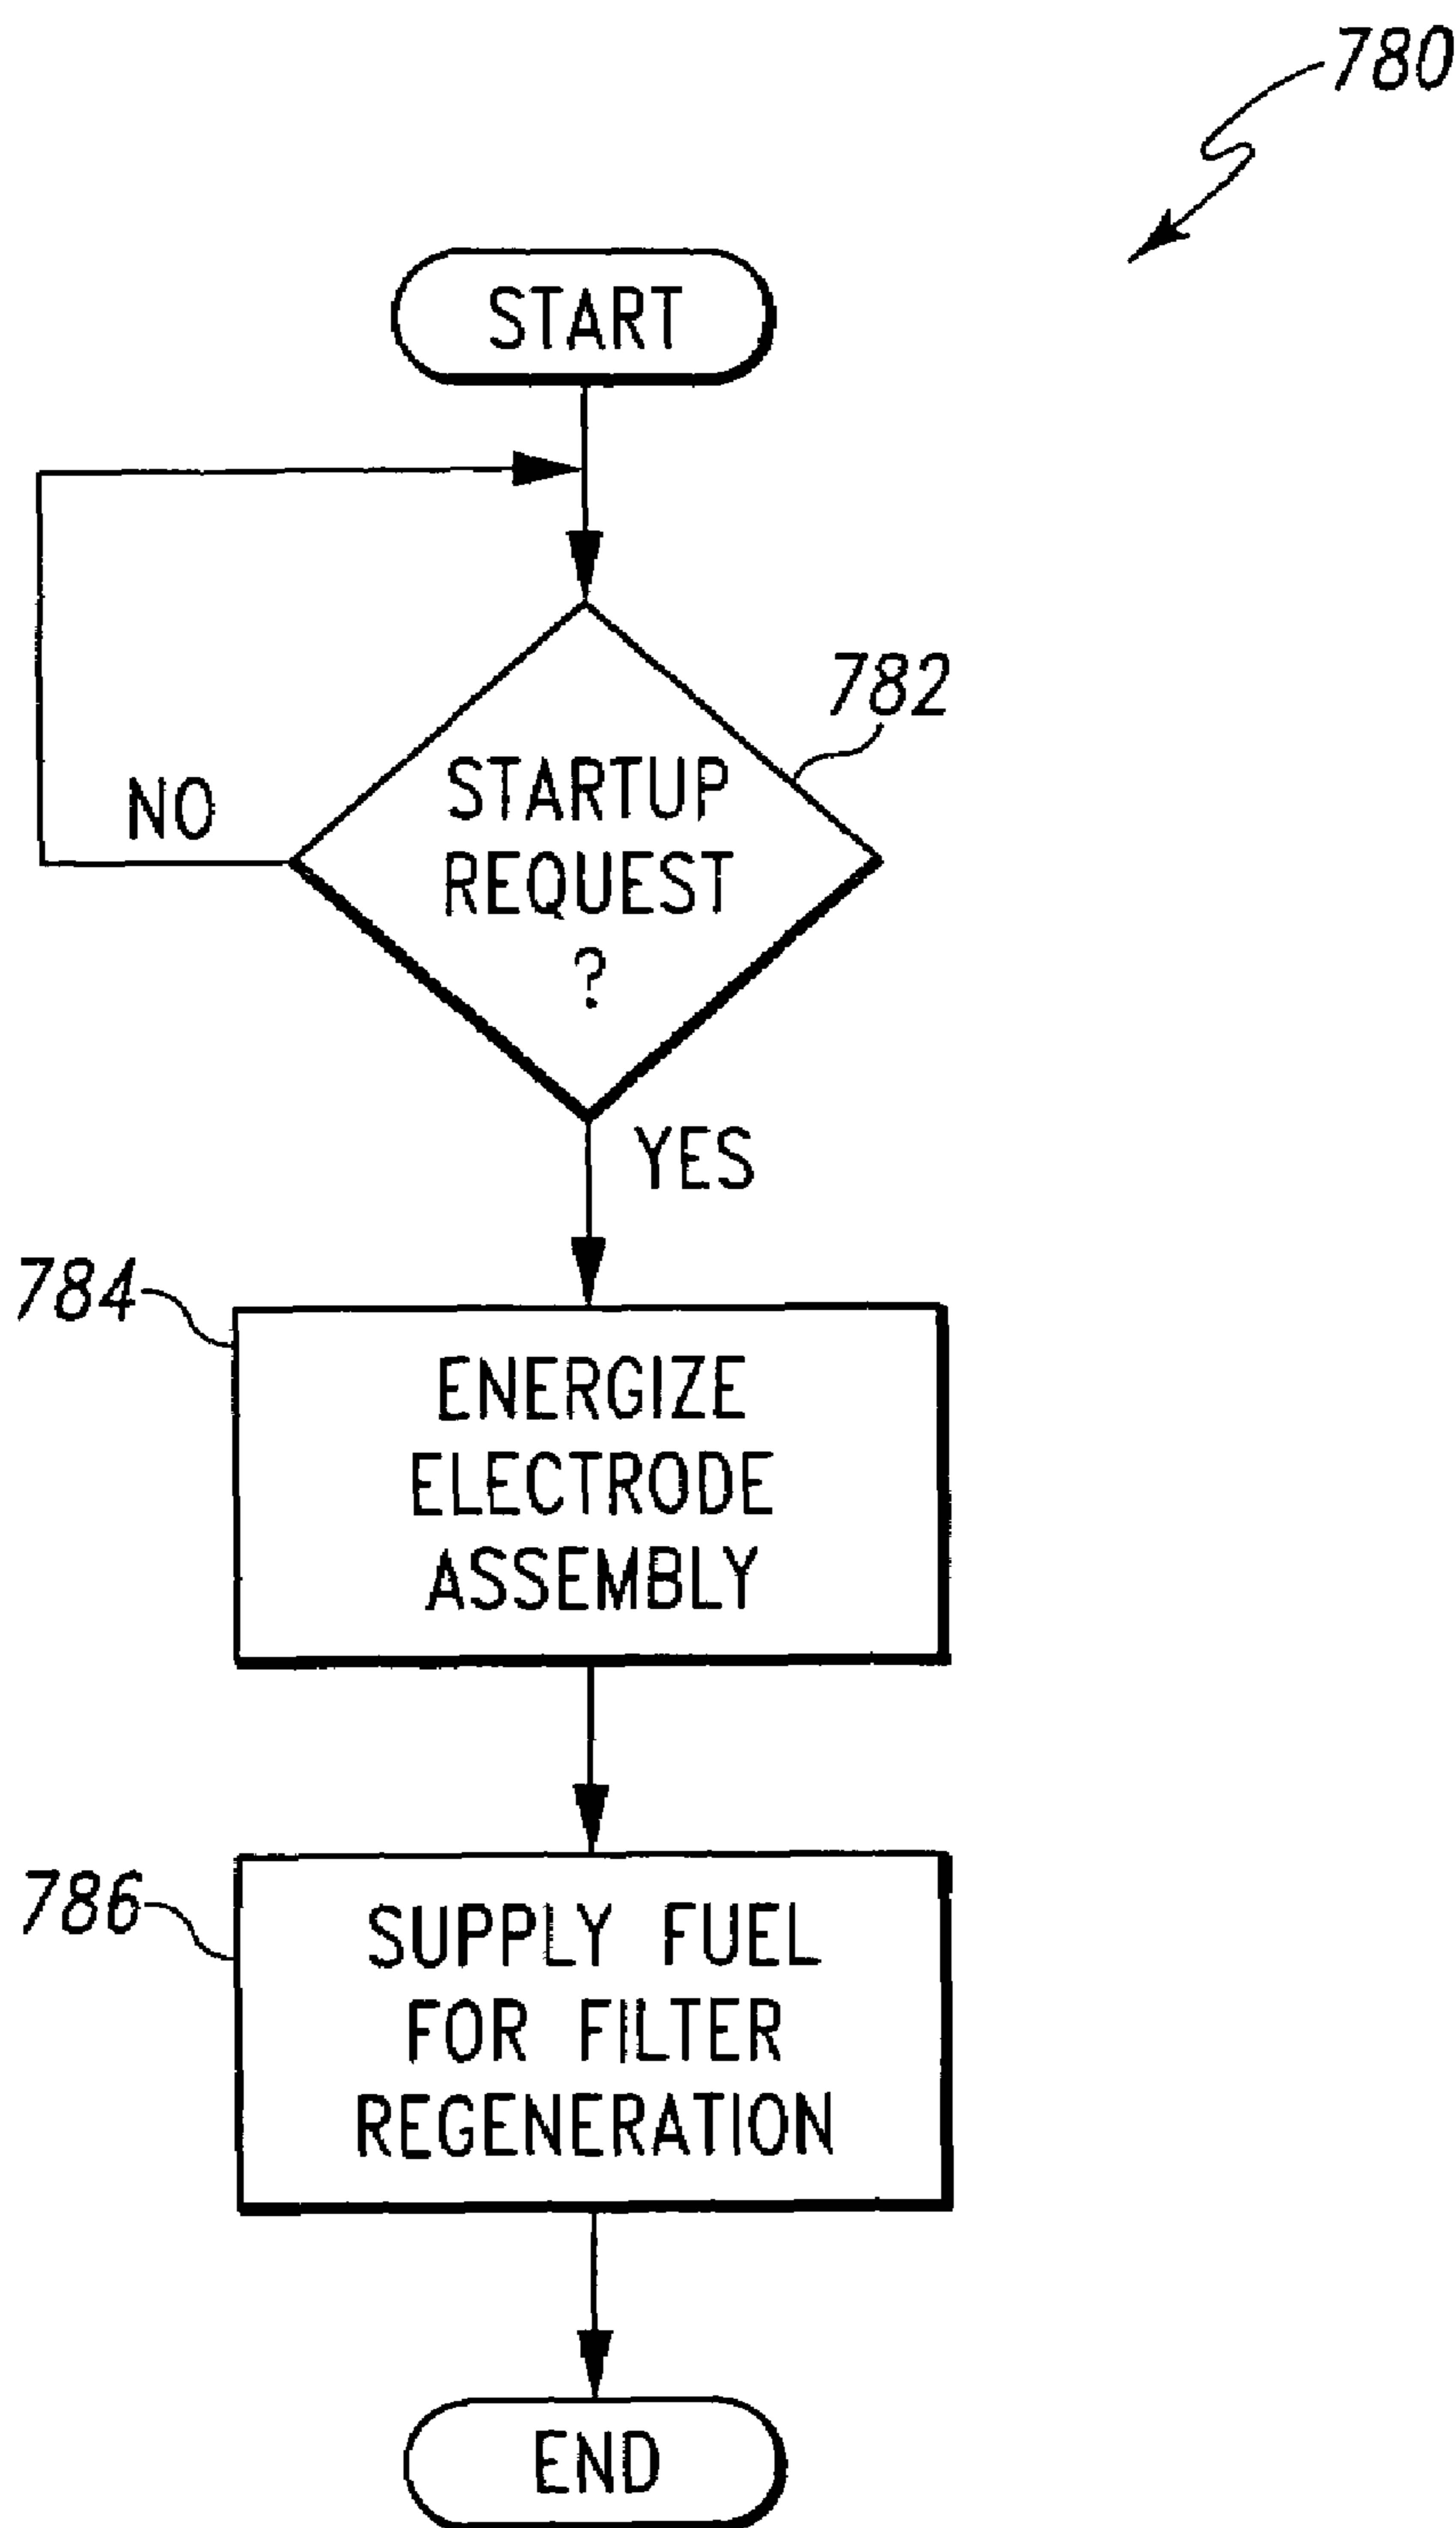 780
START
782
STARTUP
REQUEST
?
NO
YES
784
ENERGIZE
ELECTRODE
ASSEMBLY
786
SUPPLY FUEL
FOR FILTER
REGENERATION
END